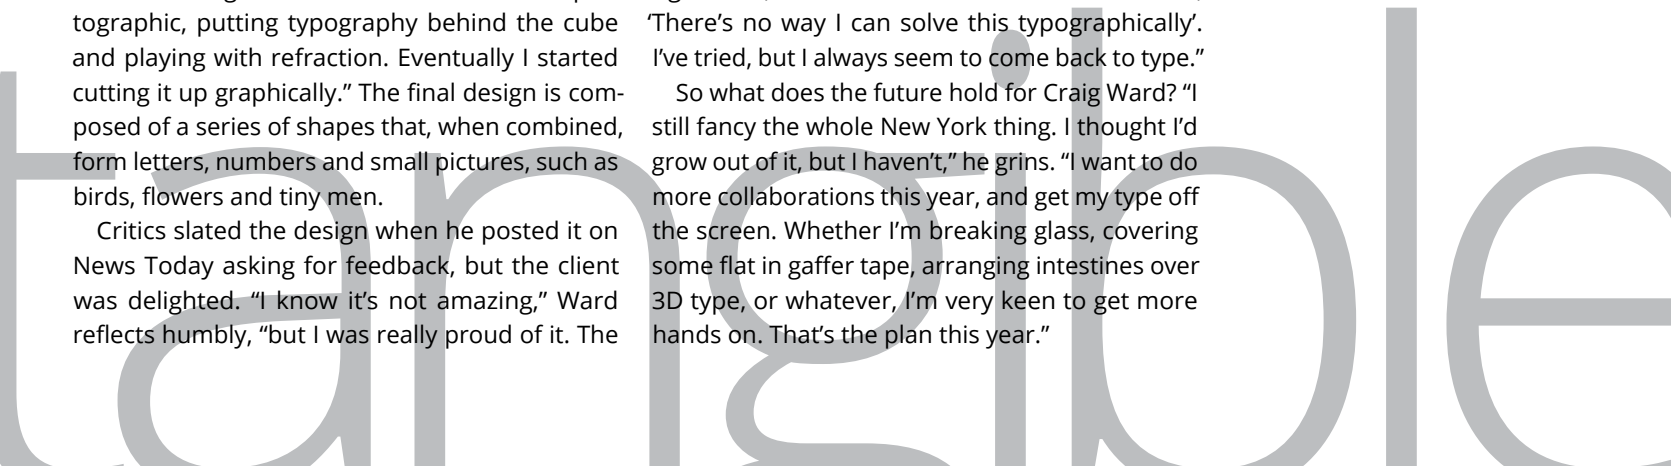 tographic, putting typography behind the cube
and playing with refraction. Eventually I started
cutting it up graphically.” The final design is com-
posed of a series of shapes that, when combined,
form letters, numbers and small pictures, such as
birds, flowers and tiny men.
Critics slated the design when he posted it on
News Today asking for feedback, but the client
was delighted. “I know it’s not amazing,” Ward
reflects humbly, “but I was really proud of it. The
‘There’s no way I can solve this typographically’.
I’ve tried, but I always seem to come back to type.”
So what does the future hold for Craig Ward? “I
still fancy the whole New York thing. I thought I’d
grow out of it, but I haven’t,” he grins. “I want to do
more collaborations this year, and get my type off
the screen. Whether I’m breaking glass, covering
some flat in gaffer tape, arranging intestines over
3D type, or whatever, I’m very keen to get more
hands on. That’s the plan this year.”
tangible